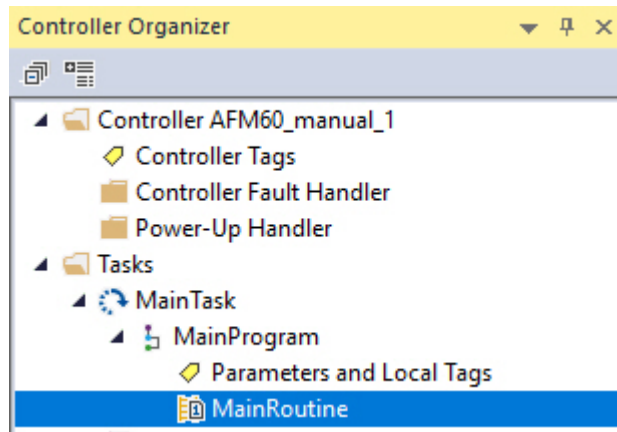 Controller Organizer
Controller AFM60_manual_1
Controller Tags
Controller Fault Handler
Power-Up Handler
Tasks
MainTask
MainProgram
Parameters and Local Tags
MainRoutine